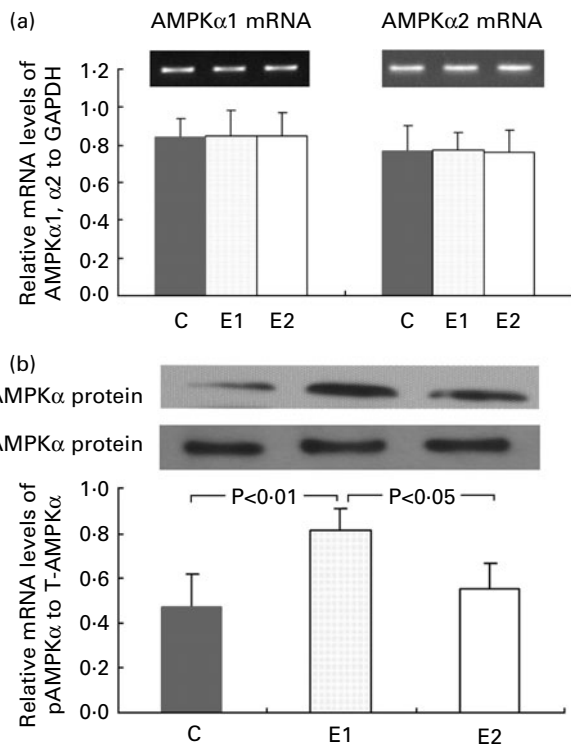 (a)
AMPKα1 mRNA AMPKα2 mRNA
Relative mRNA levels of
AMPKα1, α2 to GAPDH
1·2
1·0
0·8
0·6
0·4
0·2
0·0
C E1 E2 C E1 E2
(b)
AMPKα protein
AMPKα protein
P<0·01 P<0·05
Relative mRNA levels of
pAMPKα to T-AMPKα
1·0
0·8
0·6
0·4
0·2
0·0
C E1 E2